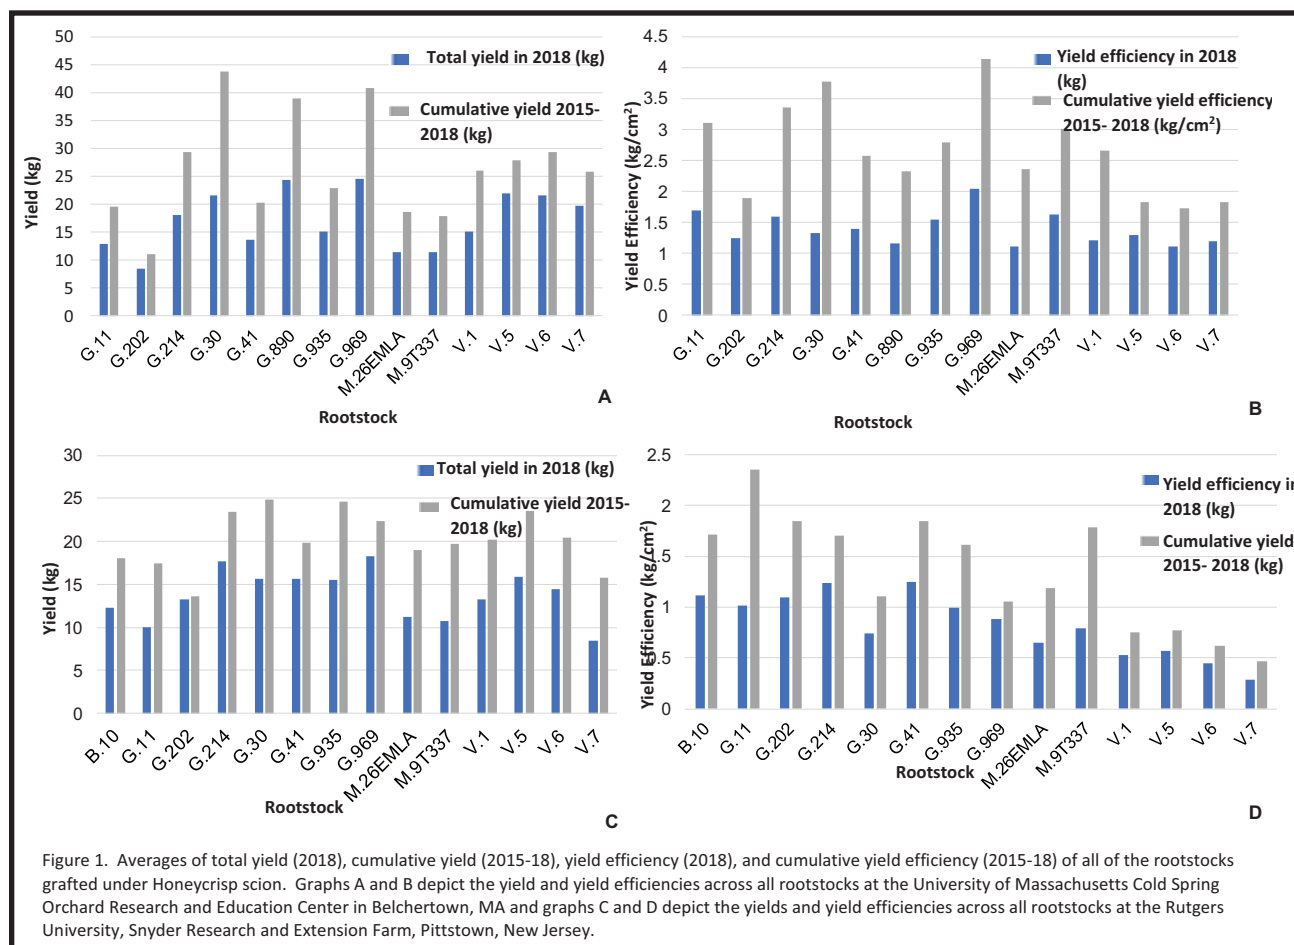 50
45
40
35
30
25
20
15
10
5
0
Yield (kg)
Total yield in 2018 (kg)
Cumulative yield 2015-
2018 (kg)
G.11
G.202
G.214
G.30
G.41
G.890
G.935
G.969
M.26EMLA
M.9T337
V.1
V.5
V.6
V.7
Rootstock
A
4.5
4
3.5
3
2.5
2
1.5
1
0.5
0
Yield Efficiency (kg/cm²)
Yield efficiency in 2018
(kg)
Cumulative yield efficiency
2015- 2018 (kg/cm²)
G.11
G.202
G.214
G.30
G.41
G.890
G.935
G.969
M.26EMLA
M.9T337
V.1
V.5
V.6
V.7
Rootstock
B
30
25
20
15
10
5
0
Yield (kg)
Total yield in 2018 (kg)
Cumulative yield 2015-
2018 (kg)
B.10
G.11
G.202
G.214
G.30
G.41
G.935
G.969
M.26EMLA
M.9T337
V.1
V.5
V.6
V.7
Rootstock
C
2.5
2
1.5
1
0.5
0
Yield Efficiency (kg/cm²)
Yield efficiency in
2018 (kg)
Cumulative yield
2015- 2018 (kg)
B.10
G.11
G.202
G.214
G.30
G.41
G.935
G.969
M.26EMLA
M.9T337
V.1
V.5
V.6
V.7
Rootstock
D
Figure 1. Averages of total yield (2018), cumulative yield (2015-18), yield efficiency (2018), and cumulative yield efficiency (2015-18) of all of the rootstocks
grafted under Honeycrisp scion. Graphs A and B depict the yield and yield efficiencies across all rootstocks at the University of Massachusetts Cold Spring
Orchard Research and Education Center in Belchertown, MA and graphs C and D depict the yields and yield efficiencies across all rootstocks at the Rutgers
University, Snyder Research and Extension Farm, Pittstown, New Jersey.